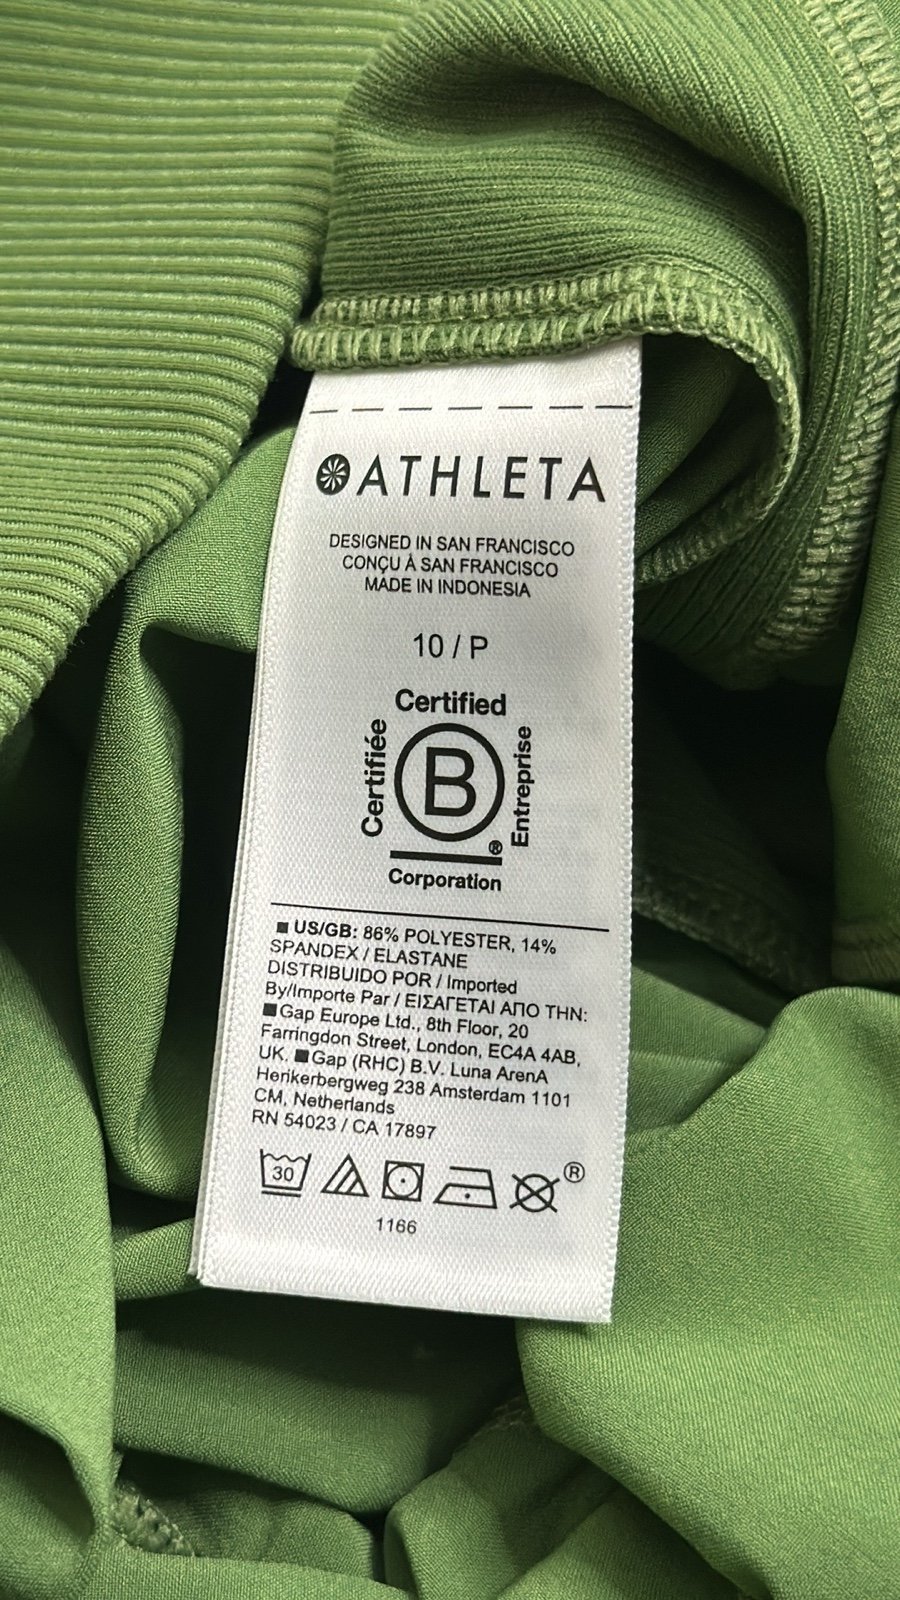 ATHLETA
DESIGNED IN SAN FRANCISCO
CONÇU À SAN FRANCISCO
MADE IN INDONESIA
10 / P
Certified
Certifiée
B
Entreprise
®
Corporation
■ US/GB: 86% POLYESTER, 14%
SPANDEX / ELASTANE
DISTRIBUIDO POR / Imported
By/Importe Par / ΕΙΣΑΓΕΤΑΙ ΑΠΟ ΤΗΝ:
■Gap Europe Ltd., 8th Floor, 20
Farringdon Street, London, EC4A 4AB,
UK. ■Gap (RHC) B.V. Luna ArenA
Herikerbergweg 238 Amsterdam 1101
CM, Netherlands
RN 54023 / CA 17897
30 ®
1166